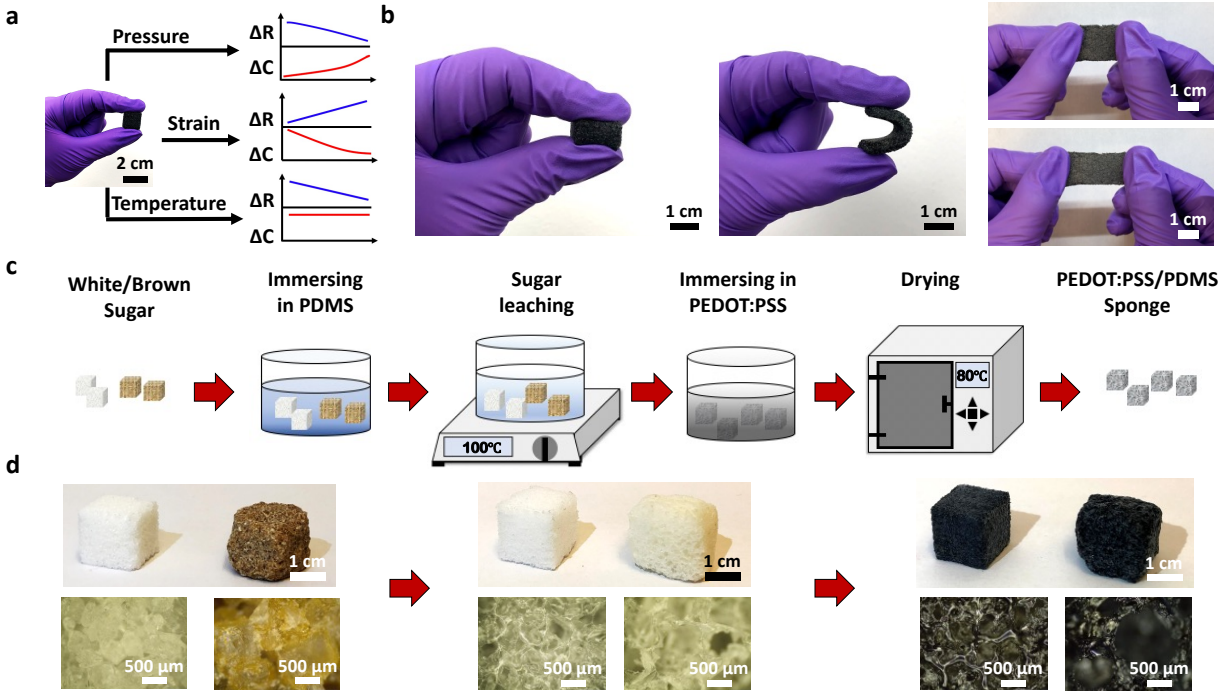 a
Pressure
ΔR
ΔC
2 cm
Strain
ΔR
ΔC
Temperature
ΔR
ΔC
b
1 cm
1 cm
1 cm
1 cm
c
White/Brown
Sugar
Immersing
in PDMS
Sugar
leaching
100℃
Immersing in
PEDOT:PSS
Drying
80℃
PEDOT:PSS/PDMS
Sponge
d
1 cm
500 μm
500 μm
1 cm
500 μm
500 μm
1 cm
500 μm
500 μm